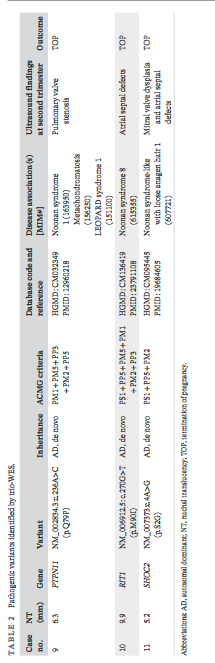 TABLE 2 Pathogenic variants identified by trio-WES.
Case no. NT (mm) Gene Variant Inheritance ACMG criteria Database code and reference Disease association(s) [MIM#] Ultrasound findings at second trimester Outcome
9 6.3 PTPN11 NM_002834.3:c.236A>C AD, de novo PM1 + PM5 + PP3 HGMD: CM032349 Noonan syndrome Pulmonary valve TOP
(p.Q79P) + PM2 + PP5 PMID: 12960218 1 (163950) stenosis
Metachondromatosis
(156250)
LEOPARD syndrome 1
(151100)
10 9.9 RIT1 NM_006912.5:c.270G>T AD, de novo PS1 + PP5 + PM5 + PM1 HGMD: CM136419 Noonan syndrome 8 Atrial septal defects TOP
(p.M90I) + PM2 + PP3 PMID: 23791108 (615355)
11 5.2 SHOC2 NM_007373:c.4A>G AD, de novo PS1 + PP5 + PM2 HGMD: CM095445 Noonan syndrome-like Mitral valve dysplasia TOP
(p.S2G) PMID: 19684605 with loose anagen hair 1 and atrial septal
(607721) defects
Abbreviations: AD, autosomal dominant; NT, nuchal translucency; TOP, termination of pregnancy.